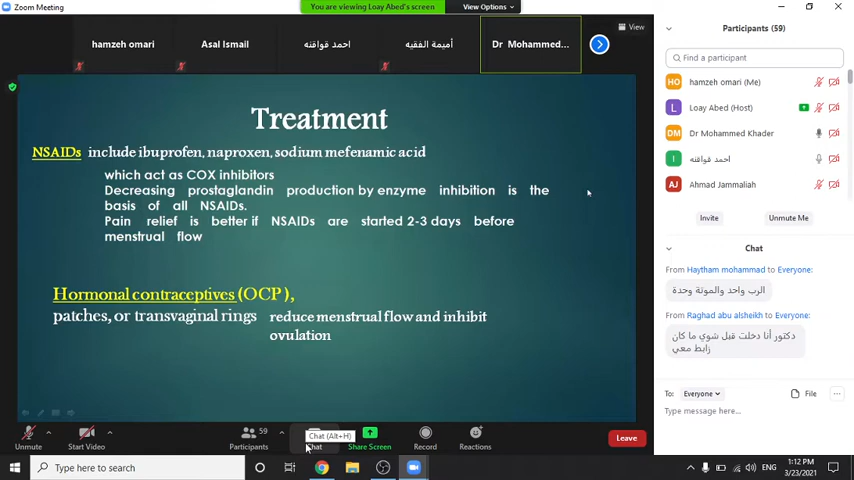 Zoom Meeting
You are viewing Loay Abed's screen
View Options
View
hamzeh omari
Asal Ismail
احمد قواقنه
أميمة الفقيه
Dr Mohammed...
Treatment
NSAIDs include ibuprofen, naproxen, sodium mefenamic acid
which act as COX inhibitors
Decreasing prostaglandin production by enzyme inhibition is the
basis of all NSAIDs.
Pain relief is better if NSAIDs are started 2-3 days before
menstrual flow
Hormonal contraceptives (OCP),
patches, or transvaginal rings reduce menstrual flow and inhibit
ovulation
Participants (59)
Find a participant
HO hamzeh omari (Me)
L Loay Abed (Host)
DM Dr Mohammed Khader
ا احمد قواقنه
AJ Ahmad Jammaliah
Invite Unmute Me
Chat
From Haytham mohammad to Everyone:
الرب واحد والموتة وحدة
From Raghad abu alsheikh to Everyone:
دكتور أنا دخلت قبل شوي ما كان
زابط معي
To: Everyone File
Type message here...
Unmute
Start Video
59
Participants
Chat (Alt+H)
Chat
Share Screen
Record
Reactions
Leave
Type here to search
ENG
1:12 PM
3/23/2021